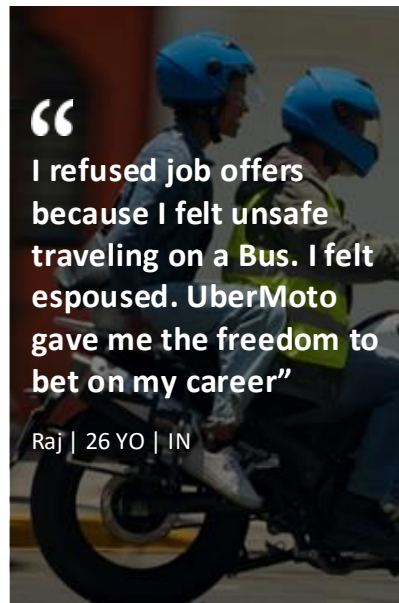 “
I refused job offers
because I felt unsafe
traveling on a Bus. I felt
espoused. UberMoto
gave me the freedom to
bet on my career”
Raj | 26 YO | IN